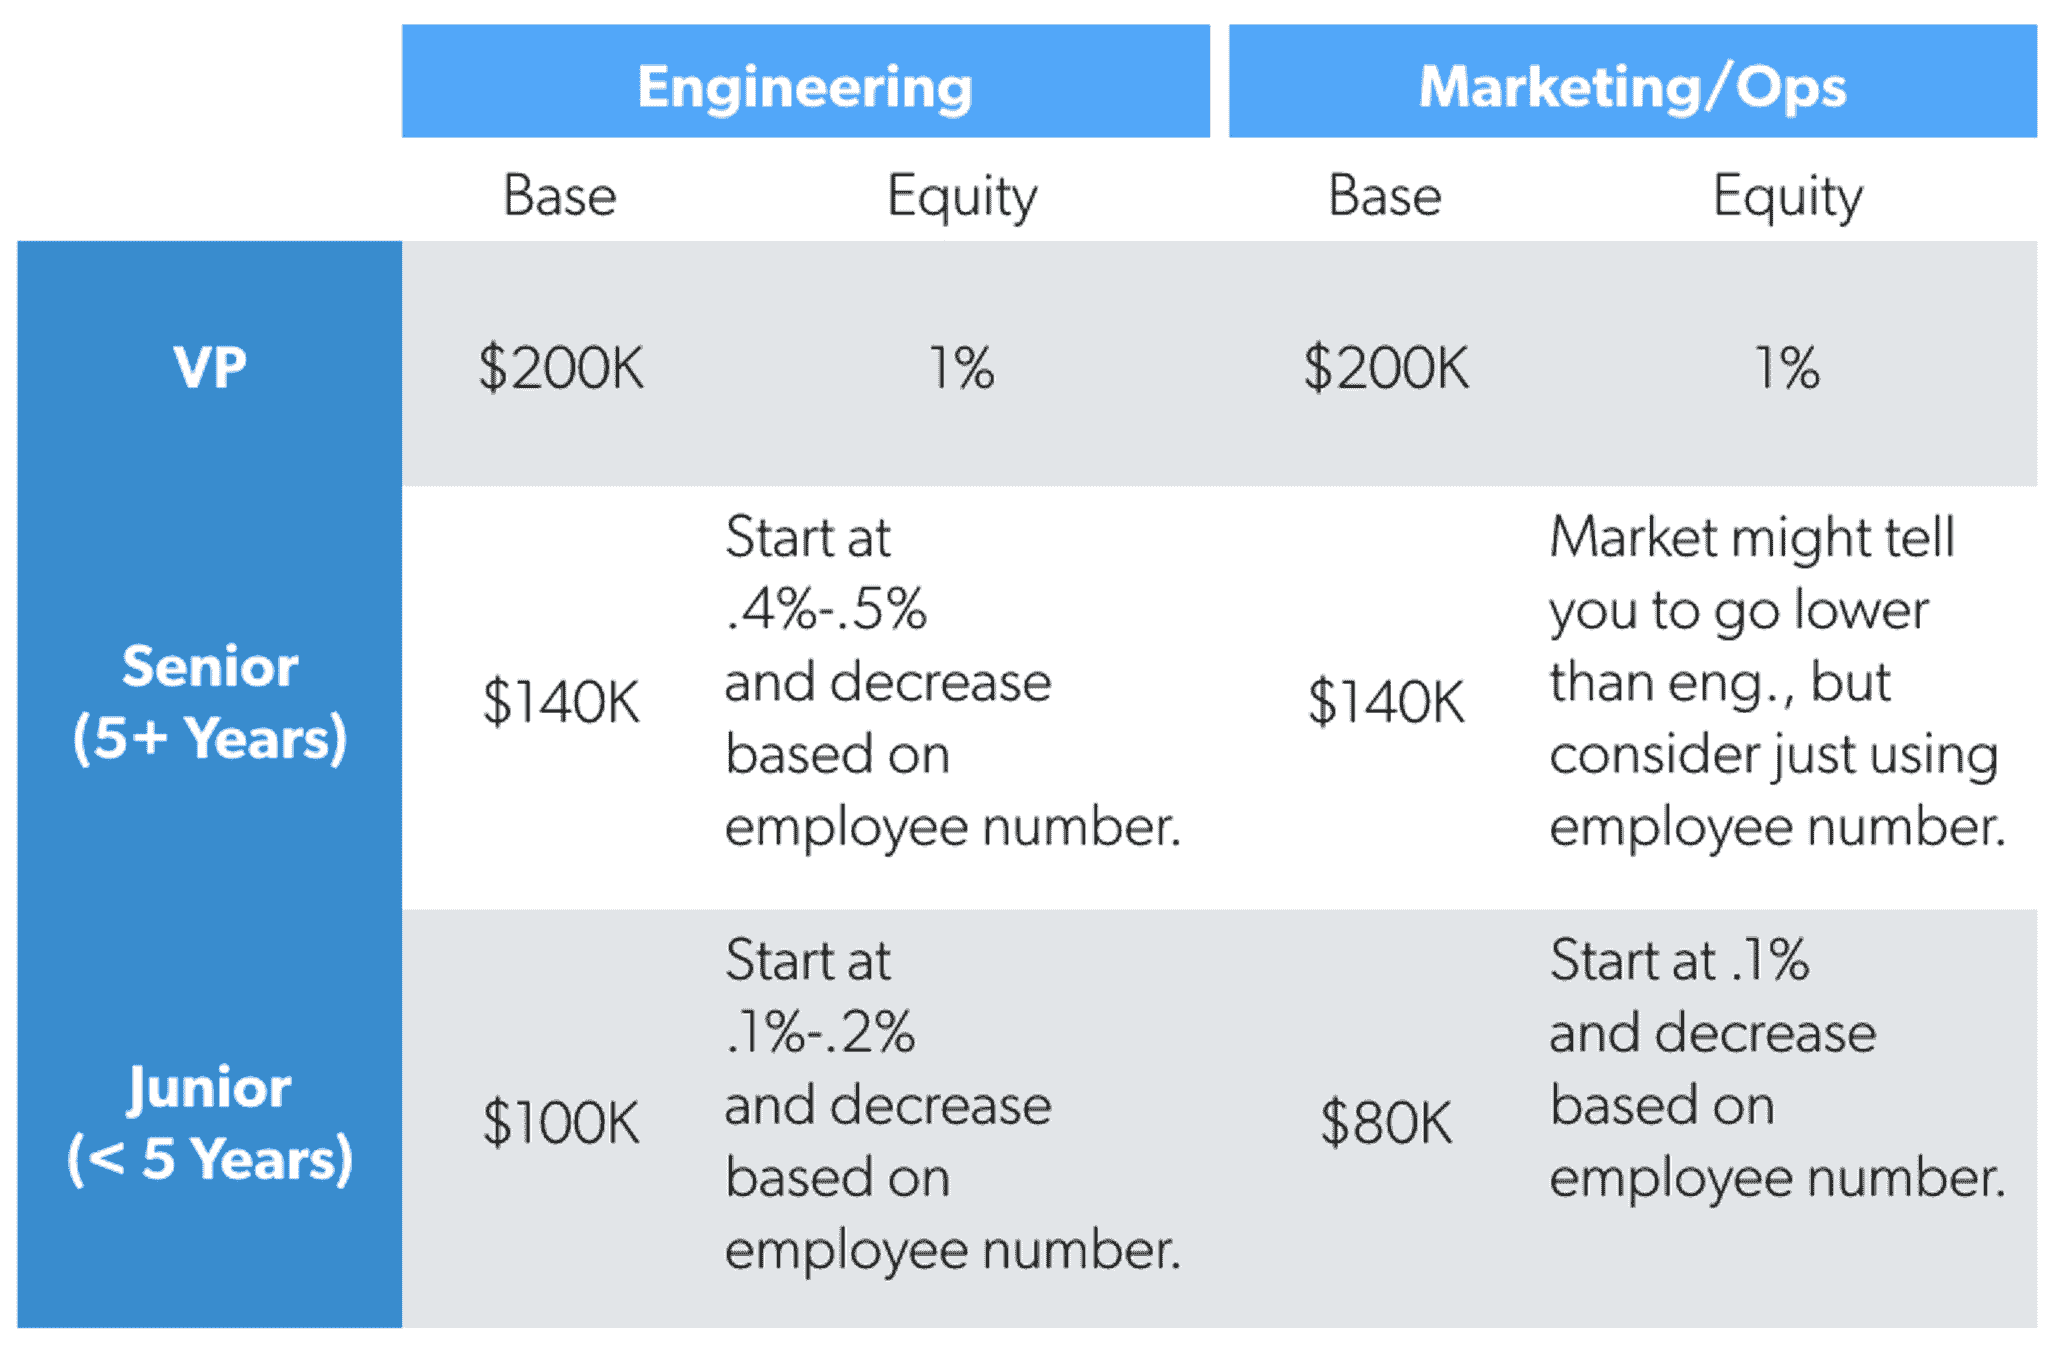 Engineering Marketing/Ops
Base Equity Base Equity
VP $200K 1% $200K 1%
Senior
(5+ Years)
$140K
Start at
.4%-.5%
and decrease
based on
employee number.
$140K
Market might tell
you to go lower
than eng., but
consider just using
employee number.
Junior
(< 5 Years)
$100K
Start at
.1%-.2%
and decrease
based on
employee number.
$80K
Start at .1%
and decrease
based on
employee number.